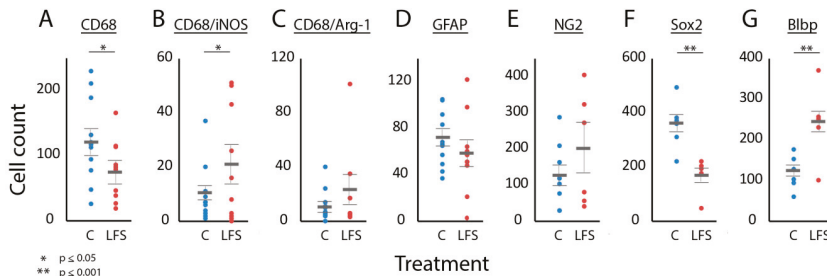 A B C D E F G
CD68 CD68/iNOS CD68/Arg-1 GFAP NG2 Sox2 Blbp
* * ** **
Cell count
200 100 0
60 40 20 0
120 80 40 0
120 80 40 0
400 300 200 100 0
600 400 200 0
400 300 200 100 0
C LFS C LFS C LFS C LFS C LFS C LFS C LFS
* p ≤ 0.05
** p ≤ 0.001
Treatment